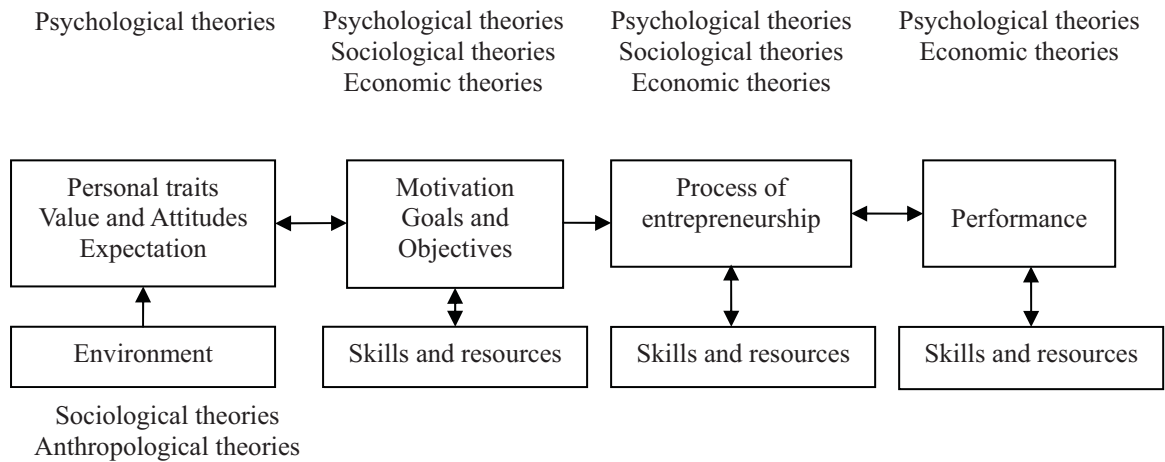 Psychological theories
Psychological theories
Sociological theories
Economic theories
Psychological theories
Sociological theories
Economic theories
Psychological theories
Economic theories
Personal traits
Value and Attitudes
Expectation
Motivation
Goals and
Objectives
Process of
entrepreneurship
Performance
Environment
Skills and resources
Skills and resources
Skills and resources
Sociological theories
Anthropological theories